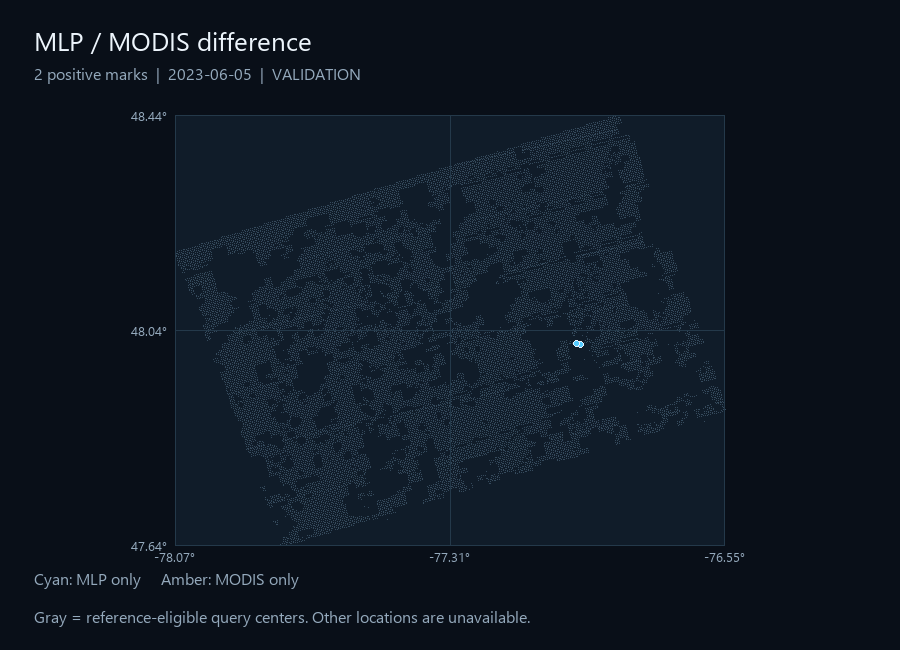 MLP / MODIS difference
2 positive marks | 2023-06-05 | VALIDATION
48.44°
48.04°
47.64°
-78.07° -77.31° -76.55°
Cyan: MLP only Amber: MODIS only
Gray = reference-eligible query centers. Other locations are unavailable.